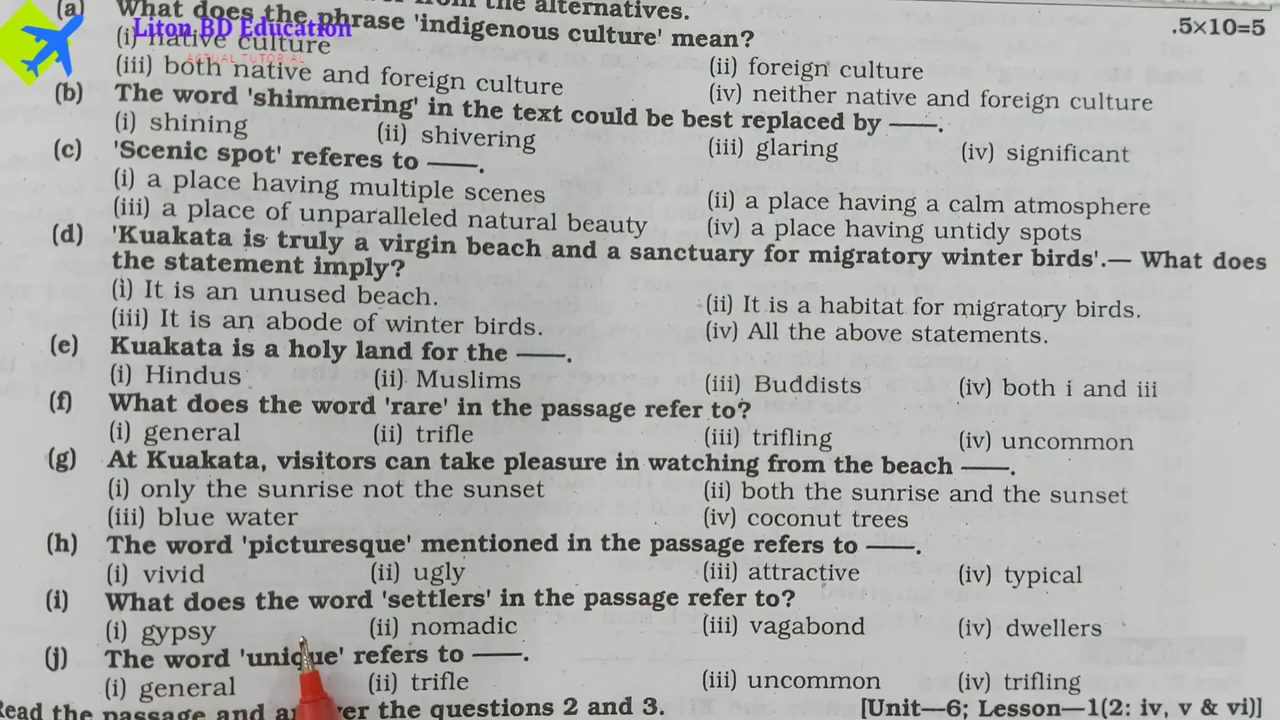 (a) What does the phrase 'indigenous culture' mean? .5×10=5
Liton BD Education
ACTUAL TUTORIAL
(i) native culture (ii) foreign culture
(iii) both native and foreign culture (iv) neither native and foreign culture
(b) The word 'shimmering' in the text could be best replaced by ——.
(i) shining (ii) shivering (iii) glaring (iv) significant
(c) 'Scenic spot' referes to ——.
(i) a place having multiple scenes (ii) a place having a calm atmosphere
(iii) a place of unparalleled natural beauty (iv) a place having untidy spots
(d) 'Kuakata is truly a virgin beach and a sanctuary for migratory winter birds'.— What does
the statement imply?
(i) It is an unused beach. (ii) It is a habitat for migratory birds.
(iii) It is an abode of winter birds. (iv) All the above statements.
(e) Kuakata is a holy land for the ——.
(i) Hindus (ii) Muslims (iii) Buddists (iv) both i and iii
(f) What does the word 'rare' in the passage refer to?
(i) general (ii) trifle (iii) trifling (iv) uncommon
(g) At Kuakata, visitors can take pleasure in watching from the beach ——.
(i) only the sunrise not the sunset (ii) both the sunrise and the sunset
(iii) blue water (iv) coconut trees
(h) The word 'picturesque' mentioned in the passage refers to ——.
(i) vivid (ii) ugly (iii) attractive (iv) typical
(i) What does the word 'settlers' in the passage refer to?
(i) gypsy (ii) nomadic (iii) vagabond (iv) dwellers
(j) The word 'unique' refers to ——.
(i) general (ii) trifle (iii) uncommon (iv) trifling
Read the passage and answer the questions 2 and 3. [Unit—6; Lesson—1(2: iv, v & vi)]